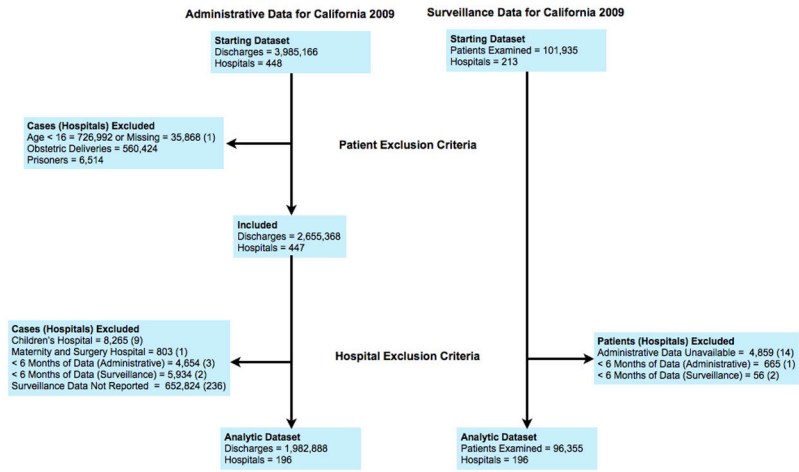 Administrative Data for California 2009
Surveillance Data for California 2009
Starting Dataset
Discharges = 3,985,166
Hospitals = 448
Starting Dataset
Patients Examined = 101,935
Hospitals = 213
Cases (Hospitals) Excluded
Age < 16 = 726,992 or Missing = 35,868 (1)
Obstetric Deliveries = 560,424
Prisoners = 6,514
Patient Exclusion Criteria
Included
Discharges = 2,655,368
Hospitals = 447
Cases (Hospitals) Excluded
Children's Hospital = 8,265 (9)
Maternity and Surgery Hospital = 803 (1)
< 6 Months of Data (Administrative) = 4,654 (3)
< 6 Months of Data (Surveillance) = 5,934 (2)
Surveillance Data Not Reported = 652,824 (236)
Hospital Exclusion Criteria
Patients (Hospitals) Excluded
Administrative Data Unavailable = 4,859 (14)
< 6 Months of Data (Administrative) = 665 (1)
< 6 Months of Data (Surveillance) = 56 (2)
Analytic Dataset
Discharges = 1,982,888
Hospitals = 196
Analytic Dataset
Patients Examined = 96,355
Hospitals = 196